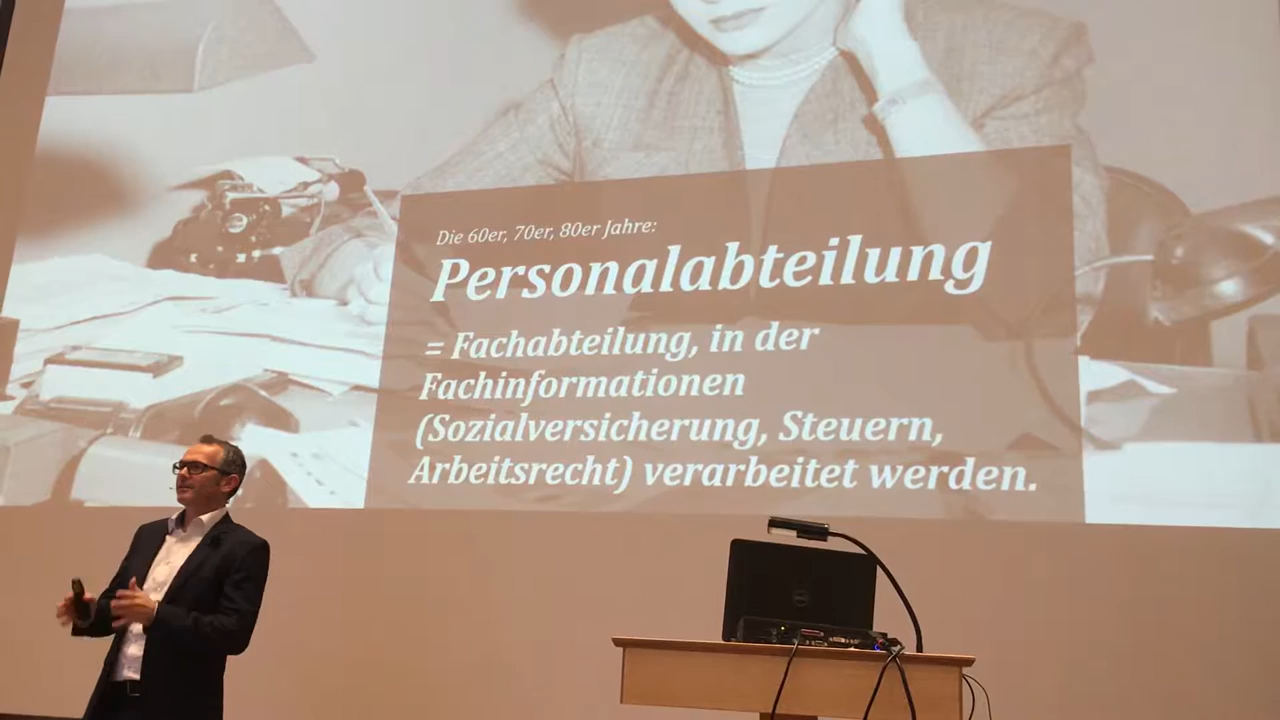 Die 60er, 70er, 80er Jahre:
Personalabteilung
= Fachabteilung, in der
Fachinformationen
(Sozialversicherung, Steuern,
Arbeitsrecht) verarbeitet werden.